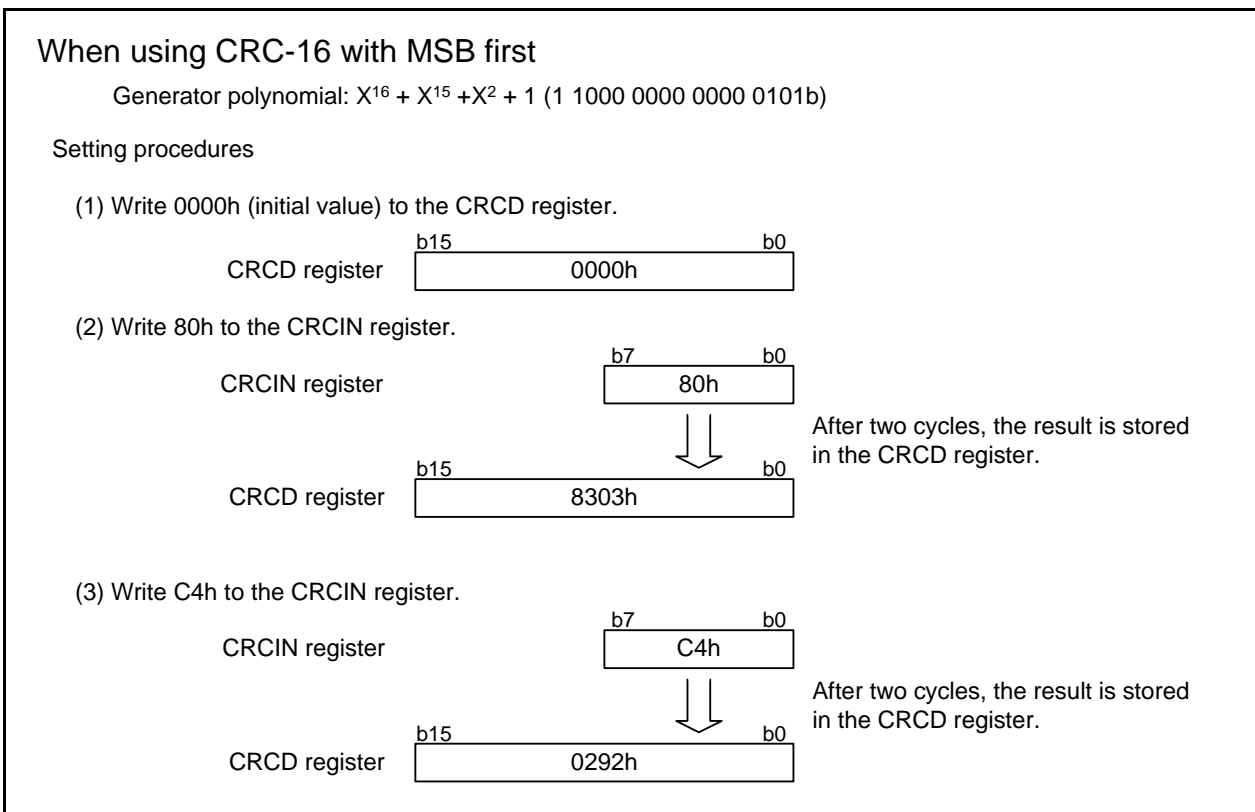 When using CRC-16 with MSB first
Generator polynomial: X¹⁶ + X¹⁵ +X² + 1 (1 1000 0000 0000 0101b)
Setting procedures
(1) Write 0000h (initial value) to the CRCD register.
b15 b0
CRCD register 0000h
(2) Write 80h to the CRCIN register.
b7 b0
CRCIN register 80h
After two cycles, the result is stored
in the CRCD register.
b15 b0
CRCD register 8303h
(3) Write C4h to the CRCIN register.
b7 b0
CRCIN register C4h
After two cycles, the result is stored
in the CRCD register.
b15 b0
CRCD register 0292h